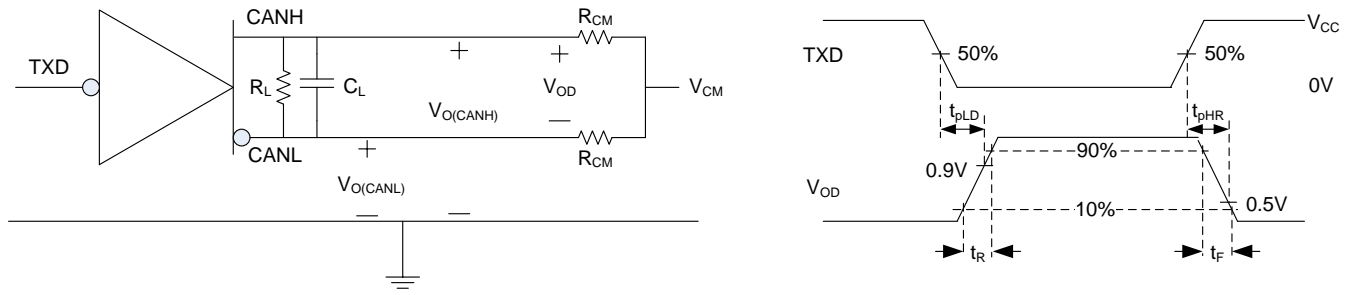 CANH
R_CM
TXD
R_L
C_L
+
+
V_OD
V_CM
V_O(CANH)
−
CANL
+
R_CM
V_O(CANL)
−
−
V_CC
TXD
50%
50%
0V
t_pLD
t_pHR
90%
0.9V
V_OD
10%
0.5V
t_R
t_F